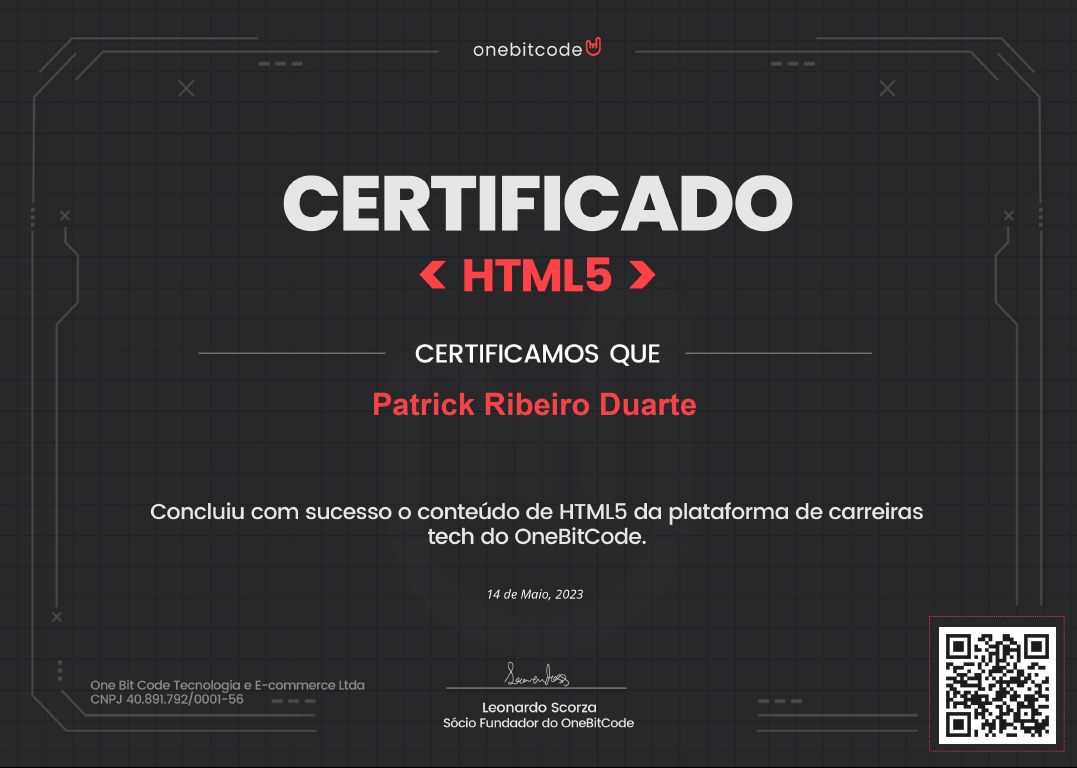 onebitcode
CERTIFICADO
< HTML5 >
CERTIFICAMOS QUE
Patrick Ribeiro Duarte
Concluiu com sucesso o conteúdo de HTML5 da plataforma de carreiras
tech do OneBitCode.
14 de Maio, 2023
One Bit Code Tecnologia e E-commerce Ltda
CNPJ 40.891.792/0001-56
Leonardo Scorza
Sócio Fundador do OneBitCode